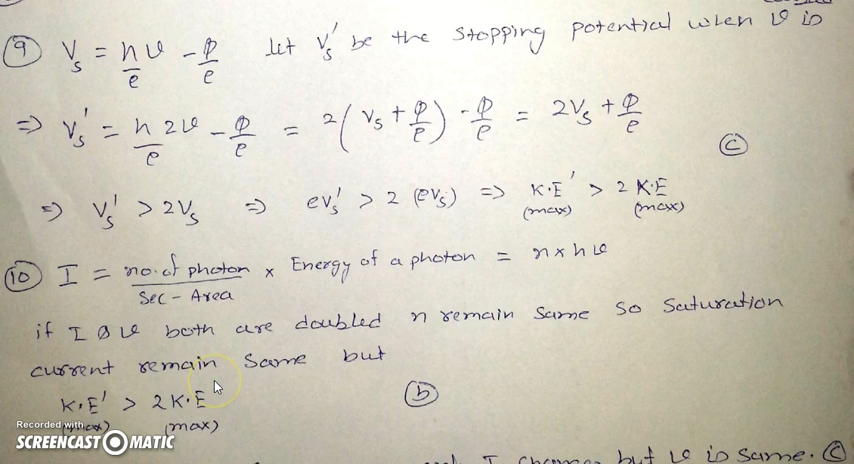 ⑨ Vs = hν/e - φ/e let Vs' be the stopping potential when ν is
⇒ Vs' = h2ν/e - φ/e = 2(Vs + φ/e) - φ/e = 2Vs + φ/e
(c)
⇒ Vs' > 2Vs ⇒ eVs' > 2 (eVs) ⇒ K.E'(max) > 2 K.E(max)
⑩ I = no. of photon / Sec - Area × Energy of a photon = n × hν
if I & ν both are doubled n remain same so saturation
current remain same but
K.E'(max) > 2K.E(max)
(b)
I change but ν is same. (c)
Recorded with
SCREENCAST-O-MATIC